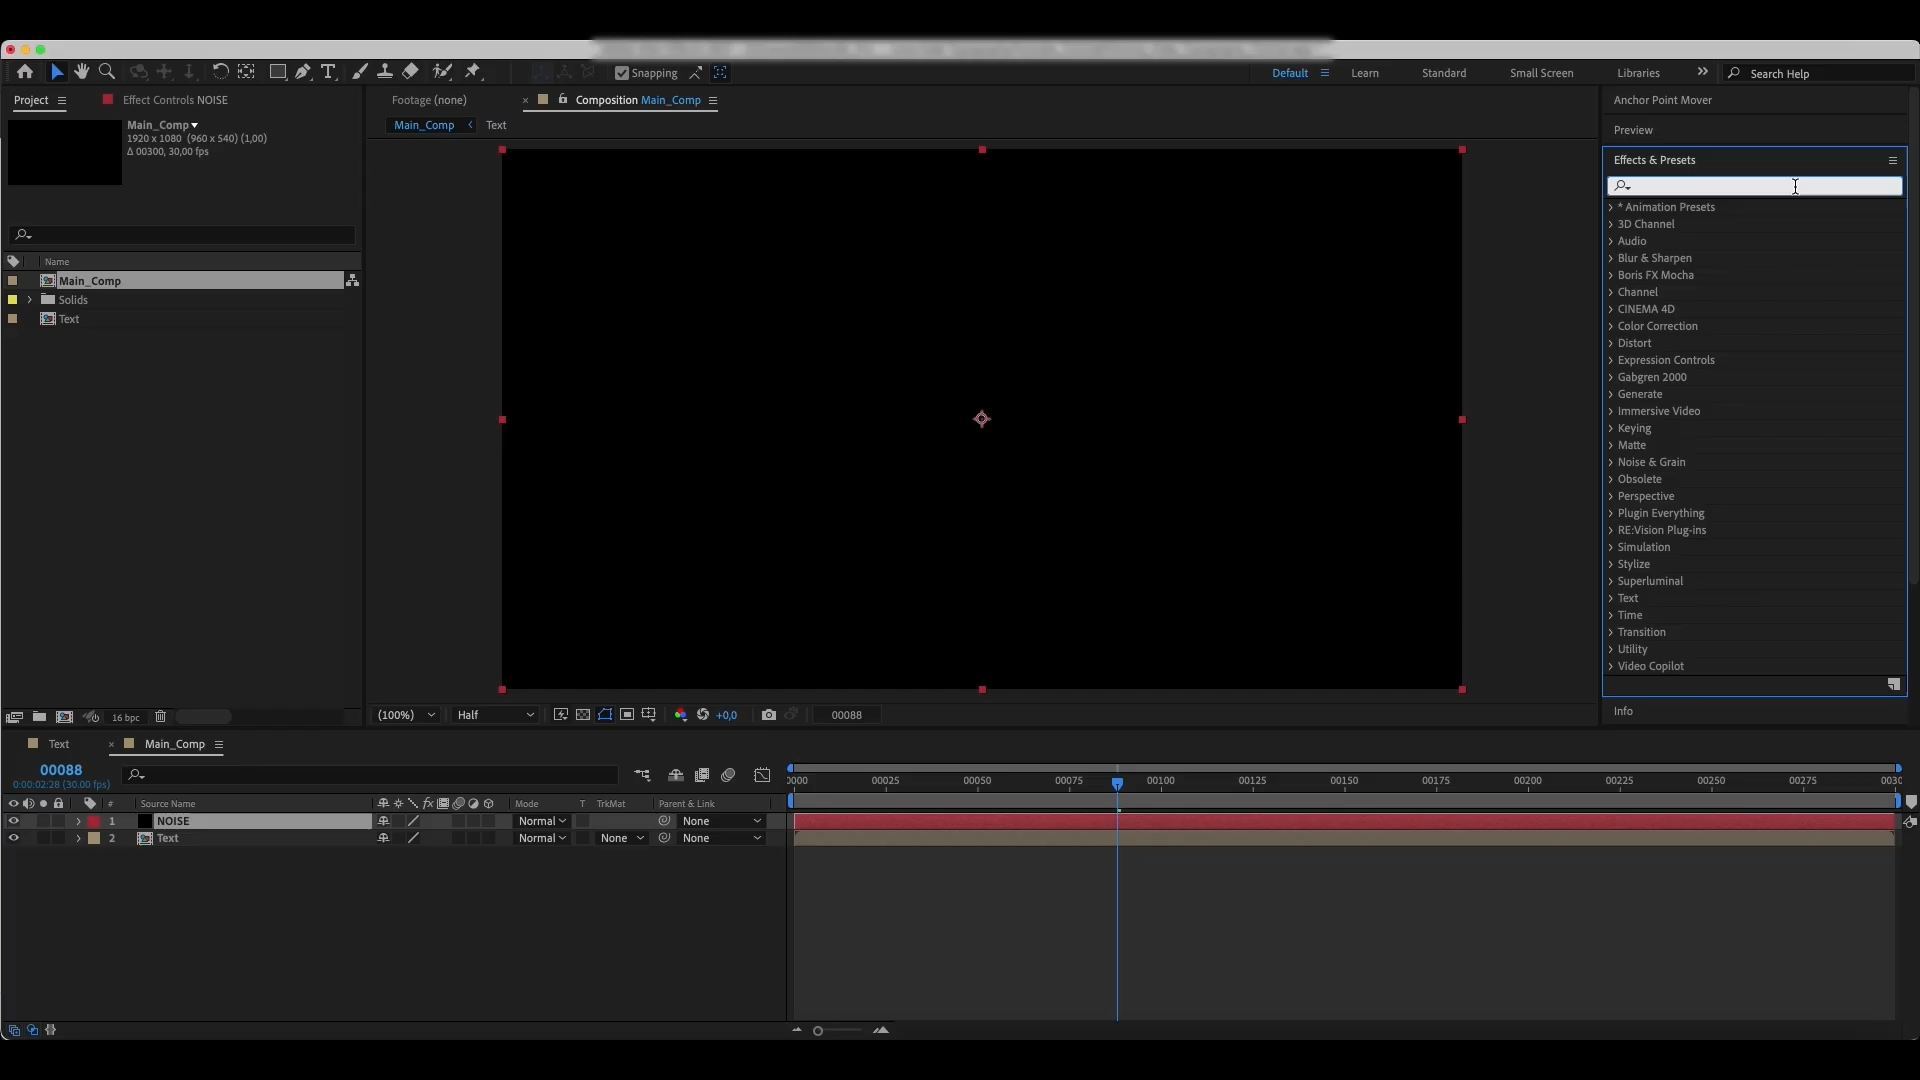 Snapping
Default
Learn
Standard
Small Screen
Libraries
Search Help
Project
Effect Controls NOISE
Footage (none)
Composition Main_Comp
Anchor Point Mover
Main_Comp
1920 x 1080 (960 x 540) (1,00)
Δ 00300, 30,00 fps
Main_Comp
Text
Preview
Effects & Presets
* Animation Presets
3D Channel
Audio
Blur & Sharpen
Boris FX Mocha
Channel
CINEMA 4D
Color Correction
Distort
Expression Controls
Gabgren 2000
Generate
Immersive Video
Keying
Matte
Noise & Grain
Obsolete
Perspective
Plugin Everything
RE:Vision Plug-ins
Simulation
Stylize
Superluminal
Text
Time
Transition
Utility
Video Copilot
Info
Name
Main_Comp
Solids
Text
16 bpc
(100%)
Half
+0,0
00088
Text
Main_Comp
00088
0:00:02:28 (30.00 fps)
0000 00025 00050 00075 00100 00125 00150 00175 00200 00225 00250 00275 0030
# Source Name fx Mode T TrkMat Parent & Link
1 NOISE Normal None
2 Text Normal None None